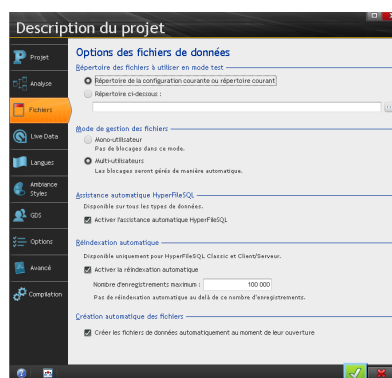 Description du projet
Projet
Analyse
Fichiers
Live Data
Langues
Ambiance
Styles
GDS
Options
Avancé
Compilation
Options des fichiers de données
Répertoire des fichiers à utiliser en mode test
Répertoire de la configuration courante ou répertoire courant
Répertoire ci-dessous :
Mode de gestion des fichiers
Mono-utilisateur
Pas de blocages dans ce mode.
Multi-utilisateurs
Les blocages seront gérés de manière automatique.
Assistance automatique HyperFileSQL
Disponible sur tous les types de données.
Activer l'assistance automatique HyperFileSQL
Réindexation automatique
Disponible uniquement pour HyperFileSQL Classic et Client/Serveur.
Activer la réindexation automatique
Nombre d'enregistrements maximum : 100 000
Pas de réindexation automatique au delà de ce nombre d'enregistrements.
Création automatique des fichiers
Créer les fichiers de données automatiquement au moment de leur ouverture